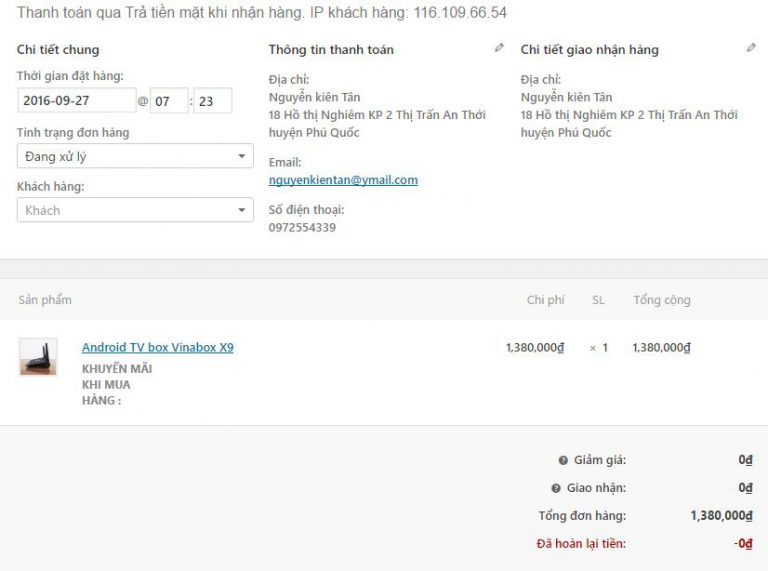 Thanh toán qua Trả tiền mặt khi nhận hàng. IP khách hàng: 116.109.66.54
Chi tiết chung
Thời gian đặt hàng:
2016-09-27 @ 07 : 23
Tình trạng đơn hàng
Đang xử lý
Khách hàng:
Khách
Thông tin thanh toán
Địa chỉ:
Nguyễn kiên Tân
18 Hồ thị Nghiêm KP 2 Thị Trấn An Thới
huyện Phú Quốc
Email:
nguyenkientan@ymail.com
Số điện thoại:
0972554339
Chi tiết giao nhận hàng
Địa chỉ:
Nguyễn kiên Tân
18 Hồ thị Nghiêm KP 2 Thị Trấn An Thới
huyện Phú Quốc
Sản phẩm Chi phí SL Tổng cộng
Android TV box Vinabox X9 1,380,000₫ × 1 1,380,000₫
KHUYẾN MÃI
KHI MUA
HÀNG :
Giảm giá: 0₫
Giao nhận: 0₫
Tổng đơn hàng: 1,380,000₫
Đã hoàn lại tiền: -0₫